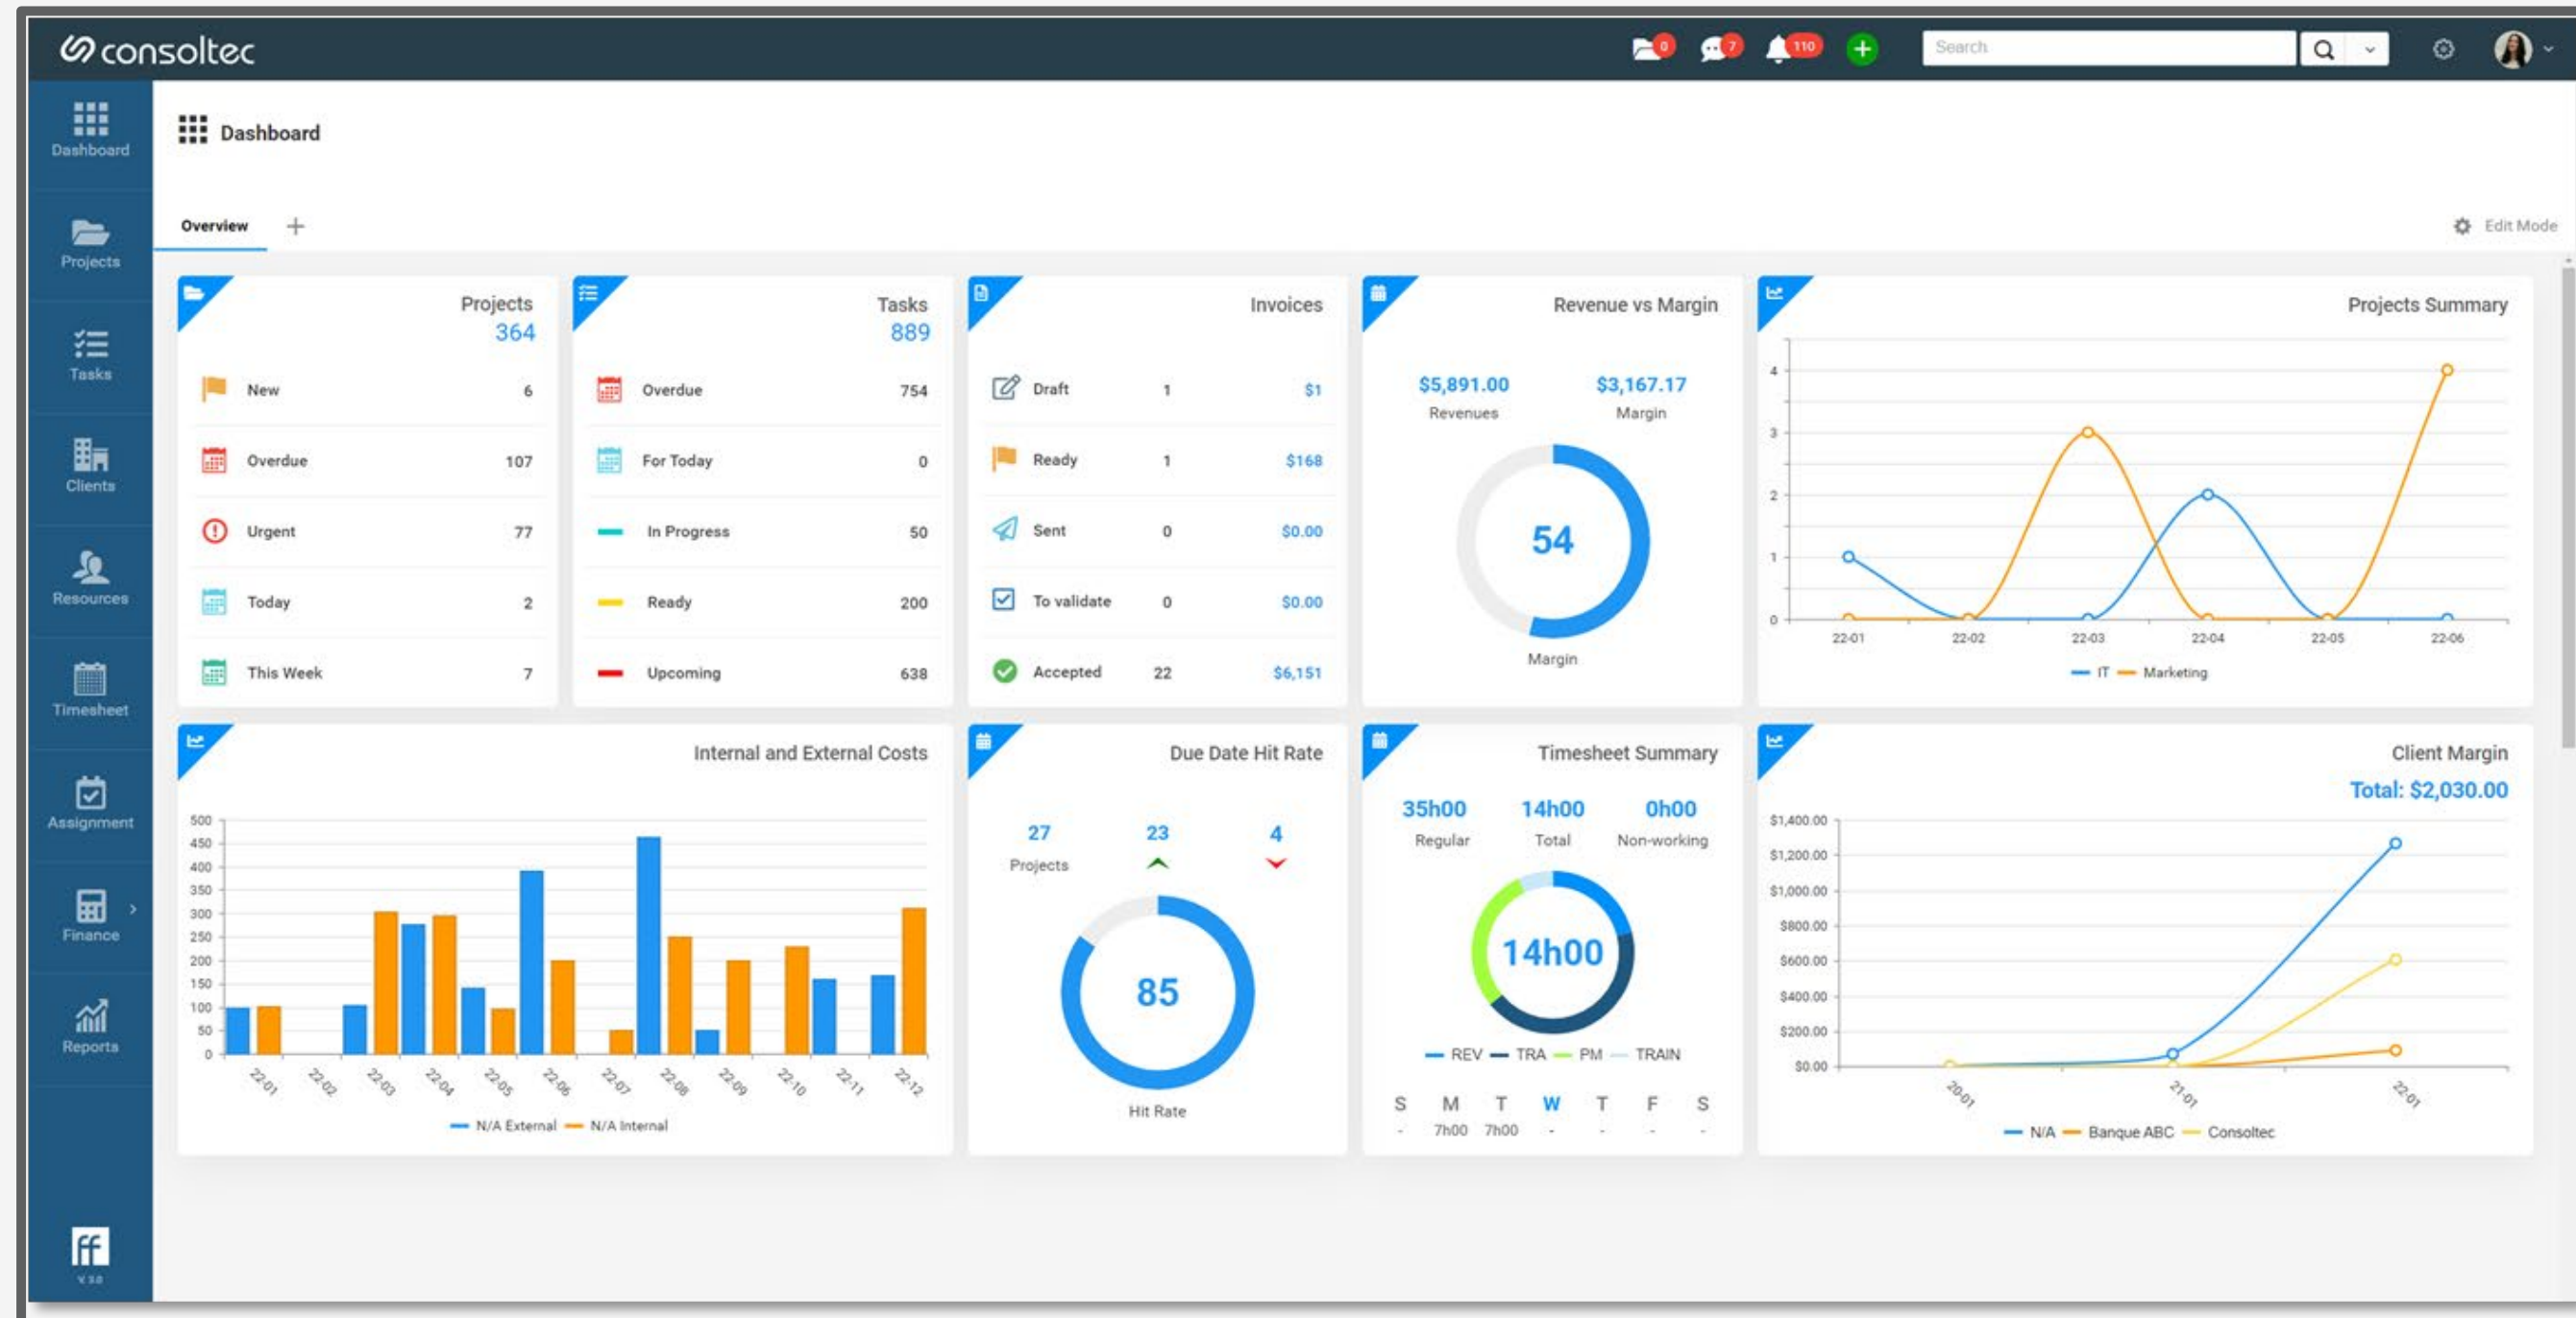 consoltec
0
7
110
Search
Dashboard
Projects
Tasks
Clients
Resources
Timesheet
Assignment
Finance
Reports
ff
V. 3.0
Dashboard
Overview
Edit Mode
Projects
364
New 6
Overdue 107
Urgent 77
Today 2
This Week 7
Tasks
889
Overdue 754
For Today 0
In Progress 50
Ready 200
Upcoming 638
Invoices
Draft 1 $1
Ready 1 $168
Sent 0 $0.00
To validate 0 $0.00
Accepted 22 $6,151
Revenue vs Margin
$5,891.00 $3,167.17
Revenues Margin
54
Margin
Projects Summary
4
3
2
1
0
22-01 22-02 22-03 22-04 22-05 22-06
IT Marketing
Internal and External Costs
500
450
400
350
300
250
200
150
100
50
0
22-01 22-02 22-03 22-04 22-05 22-06 22-07 22-08 22-09 22-10 22-11 22-12
N/A External N/A Internal
Due Date Hit Rate
27 23 4
Projects
85
Hit Rate
Timesheet Summary
35h00 14h00 0h00
Regular Total Non-working
14h00
REV TRA PM TRAIN
S M T W T F S
- 7h00 7h00 - - - -
Client Margin
Total: $2,030.00
$1,400.00
$1,200.00
$1,000.00
$800.00
$600.00
$400.00
$200.00
$0.00
20-01 21-01 22-01
N/A Banque ABC Consoltec